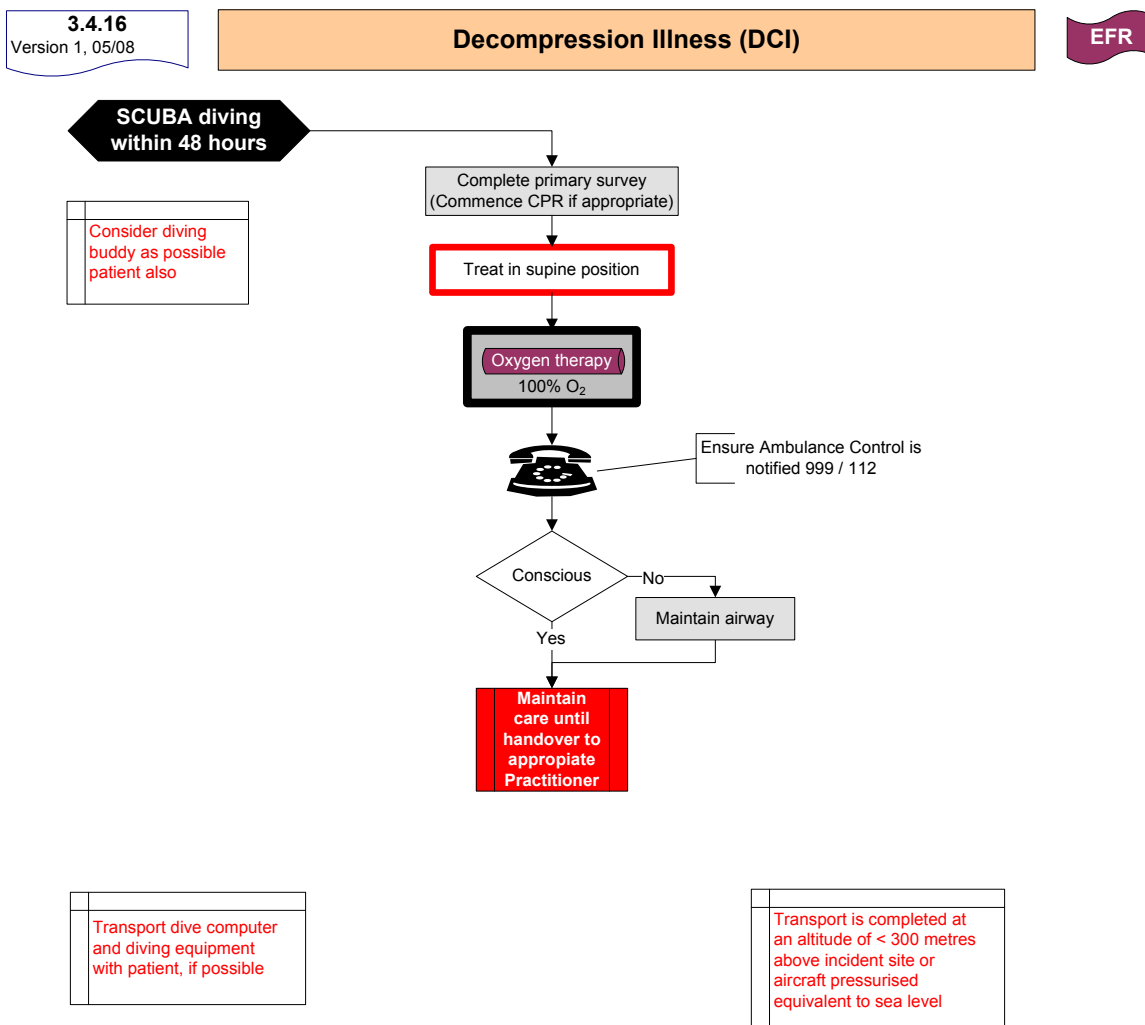 3.4.16
Version 1, 05/08
Decompression Illness (DCI)
EFR
SCUBA diving
within 48 hours
Complete primary survey
(Commence CPR if appropriate)
Consider diving
buddy as possible
patient also
Treat in supine position
Oxygen therapy
100% O₂
Ensure Ambulance Control is
notified 999 / 112
Conscious
No
Maintain airway
Yes
Maintain
care until
handover to
appropiate
Practitioner
Transport dive computer
and diving equipment
with patient, if possible
Transport is completed at
an altitude of < 300 metres
above incident site or
aircraft pressurised
equivalent to sea level